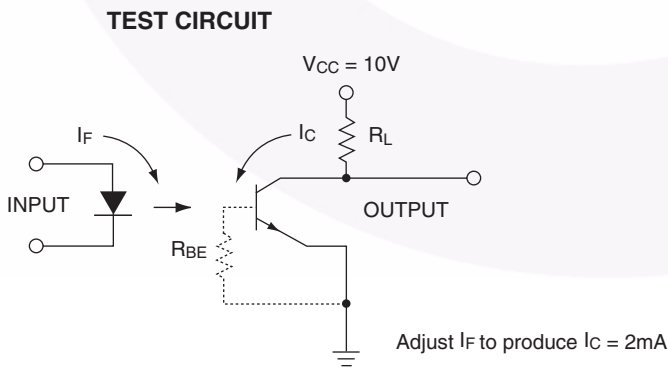 TEST CIRCUIT
VCC = 10V
IF
IC
RL
INPUT
OUTPUT
RBE
Adjust IF to produce IC = 2mA